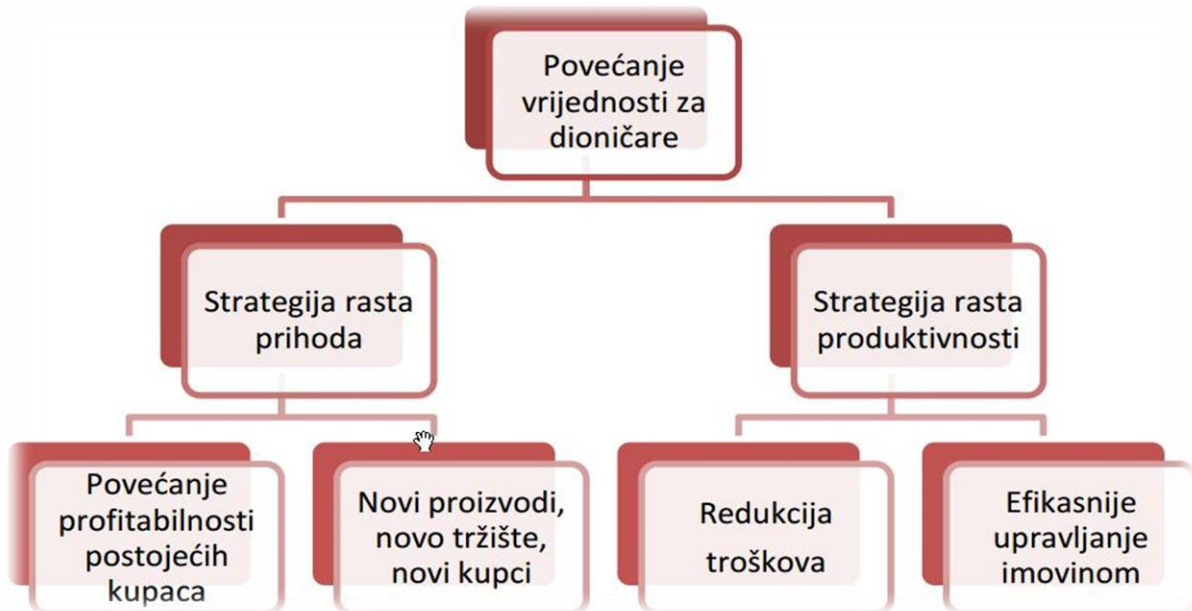 Povećanje
vrijednosti za
dioničare
Strategija rasta
prihoda
Strategija rasta
produktivnosti
Povećanje
profitabilnosti
postojećih
kupaca
Novi proizvodi,
novo tržište,
novi kupci
Redukcija
troškova
Efikasnije
upravljanje
imovinom